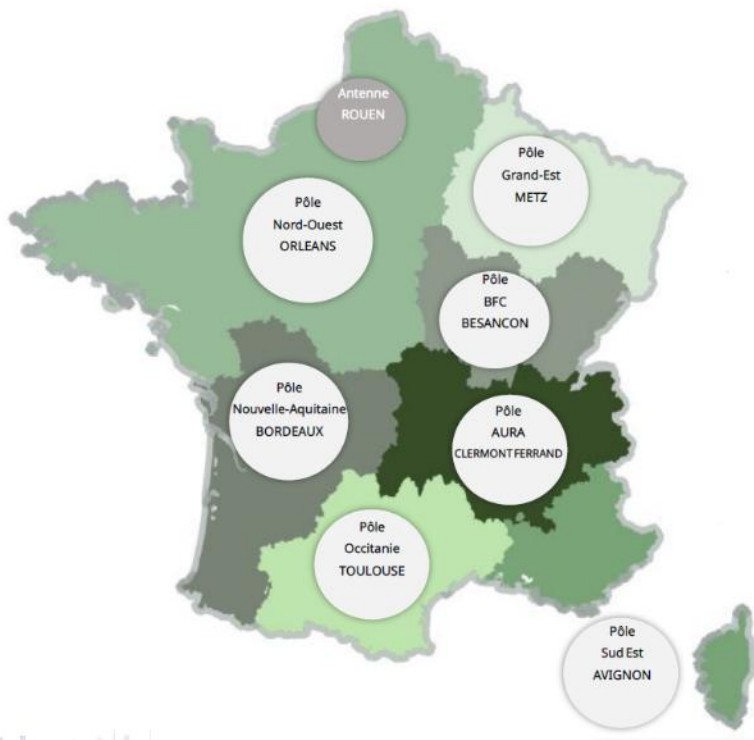 Antenne
ROUEN
Pôle
Grand-Est
METZ
Pôle
Nord-Ouest
ORLEANS
Pôle
BFC
BESANCON
Pôle
Nouvelle-Aquitaine
BORDEAUX
Pôle
AURA
CLERMONT FERRAND
Pôle
Occitanie
TOULOUSE
Pôle
Sud Est
AVIGNON